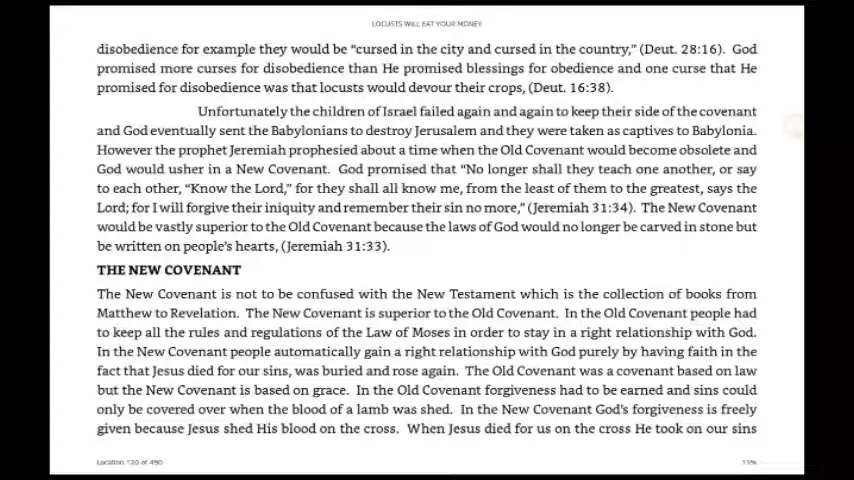 LOCUSTS WILL EAT YOUR MONEY
disobedience for example they would be “cursed in the city and cursed in the country,” (Deut. 28:16). God
promised more curses for disobedience than He promised blessings for obedience and one curse that He
promised for disobedience was that locusts would devour their crops, (Deut. 16:38).
Unfortunately the children of Israel failed again and again to keep their side of the covenant
and God eventually sent the Babylonians to destroy Jerusalem and they were taken as captives to Babylonia.
However the prophet Jeremiah prophesied about a time when the Old Covenant would become obsolete and
God would usher in a New Covenant. God promised that “No longer shall they teach one another, or say
to each other, “Know the Lord,” for they shall all know me, from the least of them to the greatest, says the
Lord; for I will forgive their iniquity and remember their sin no more,” (Jeremiah 31:34). The New Covenant
would be vastly superior to the Old Covenant because the laws of God would no longer be carved in stone but
be written on people’s hearts, (Jeremiah 31:33).
THE NEW COVENANT
The New Covenant is not to be confused with the New Testament which is the collection of books from
Matthew to Revelation. The New Covenant is superior to the Old Covenant. In the Old Covenant people had
to keep all the rules and regulations of the Law of Moses in order to stay in a right relationship with God.
In the New Covenant people automatically gain a right relationship with God purely by having faith in the
fact that Jesus died for our sins, was buried and rose again. The Old Covenant was a covenant based on law
but the New Covenant is based on grace. In the Old Covenant forgiveness had to be earned and sins could
only be covered over when the blood of a lamb was shed. In the New Covenant God’s forgiveness is freely
given because Jesus shed His blood on the cross. When Jesus died for us on the cross He took on our sins
Location 120 of 490